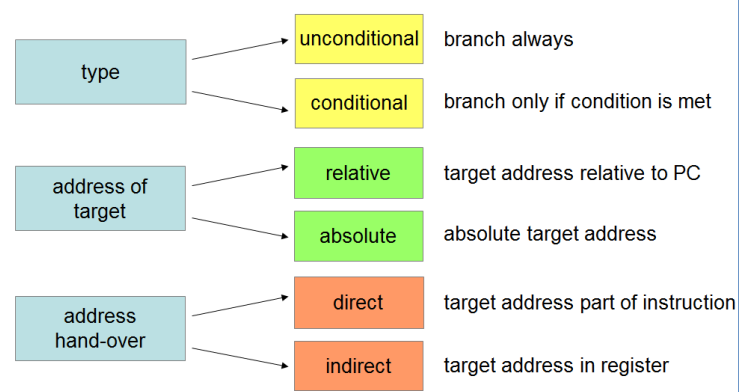 type
unconditional
branch always
conditional
branch only if condition is met
address of
target
relative
target address relative to PC
absolute
absolute target address
address
hand-over
direct
target address part of instruction
indirect
target address in register